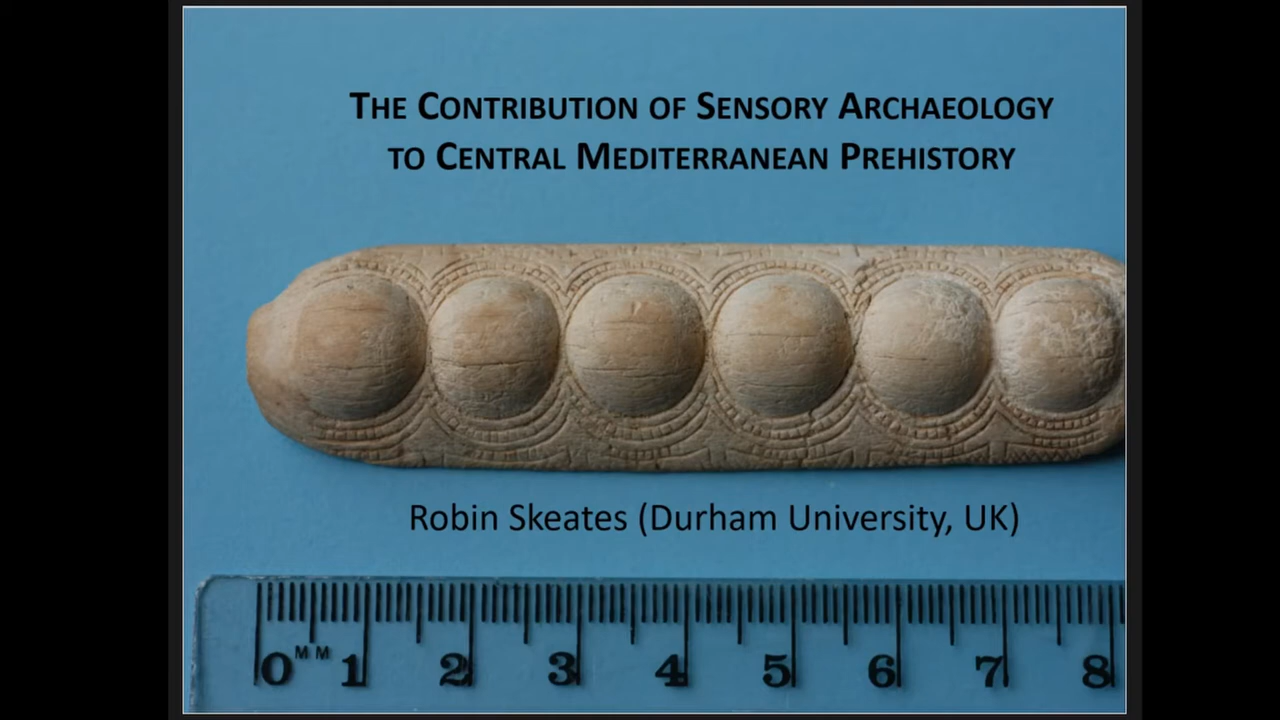 THE CONTRIBUTION OF SENSORY ARCHAEOLOGY
TO CENTRAL MEDITERRANEAN PREHISTORY
Robin Skeates (Durham University, UK)
0 MM 1 2 3 4 5 6 7 8